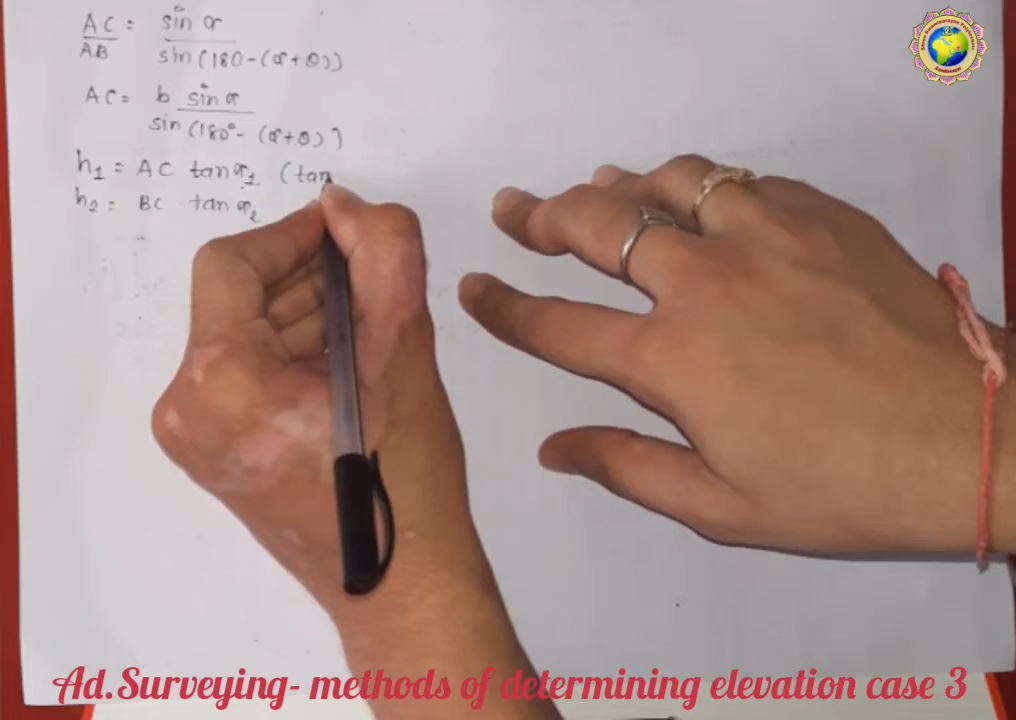 AC = sin α
AB sin (180 - (α + θ))
AC = b sin α
sin (180° - (α + θ))
h₁ = AC tan α₁ (tan
h₂ = BC tan α₂
Ad.Surveying- methods of determining elevation case 3